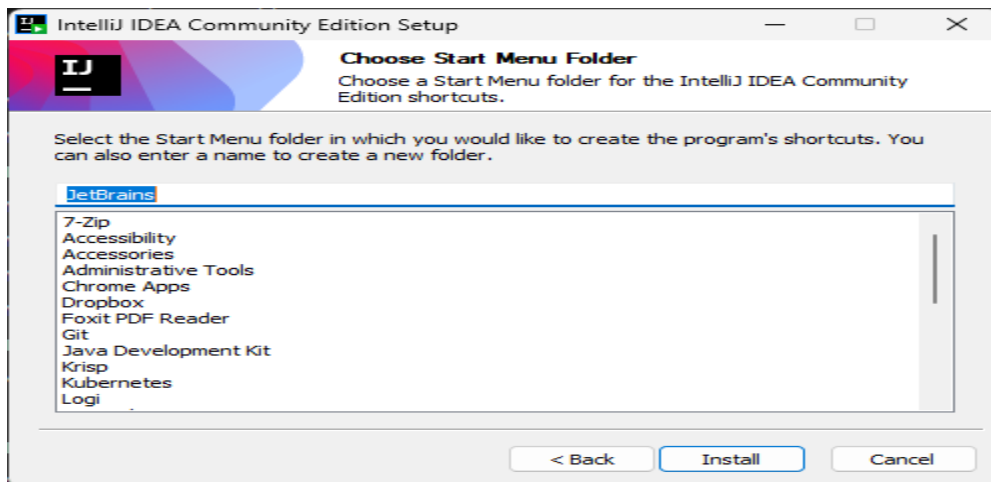 IntelliJ IDEA Community Edition Setup
IJ
Choose Start Menu Folder
Choose a Start Menu folder for the IntelliJ IDEA Community
Edition shortcuts.
Select the Start Menu folder in which you would like to create the program's shortcuts. You
can also enter a name to create a new folder.
JetBrains
7-Zip
Accessibility
Accessories
Administrative Tools
Chrome Apps
Dropbox
Foxit PDF Reader
Git
Java Development Kit
Krisp
Kubernetes
Logi
< Back
Install
Cancel